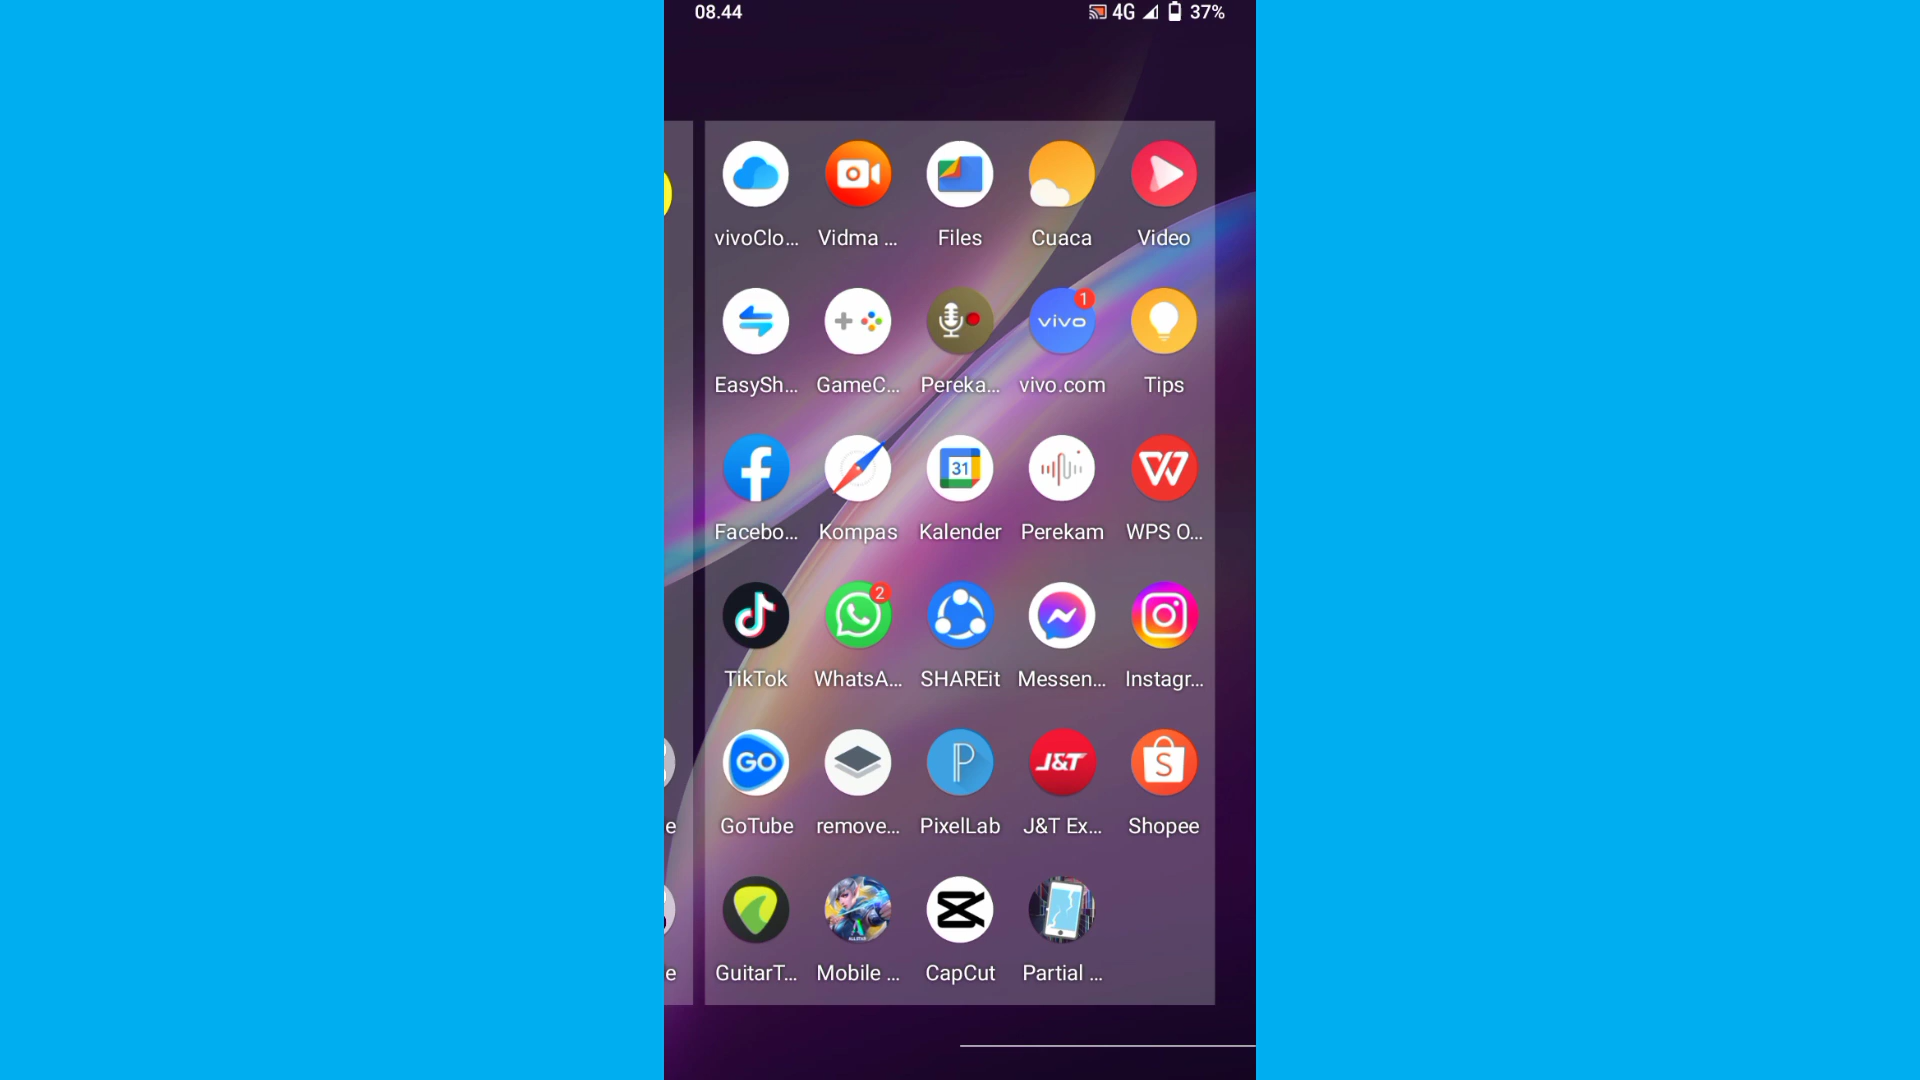 08.44 4G 37%
vivoClo... Vidma ... Files Cuaca Video
1
vivo
EasySh... GameC... Pereka... vivo.com Tips
31
Facebo... Kompas Kalender Perekam WPS O...
2
TikTok WhatsA... SHAREit Messen... Instagr...
GO P J&T S
e GoTube remove... PixelLab J&T Ex... Shopee
e GuitarT... Mobile ... CapCut Partial ...